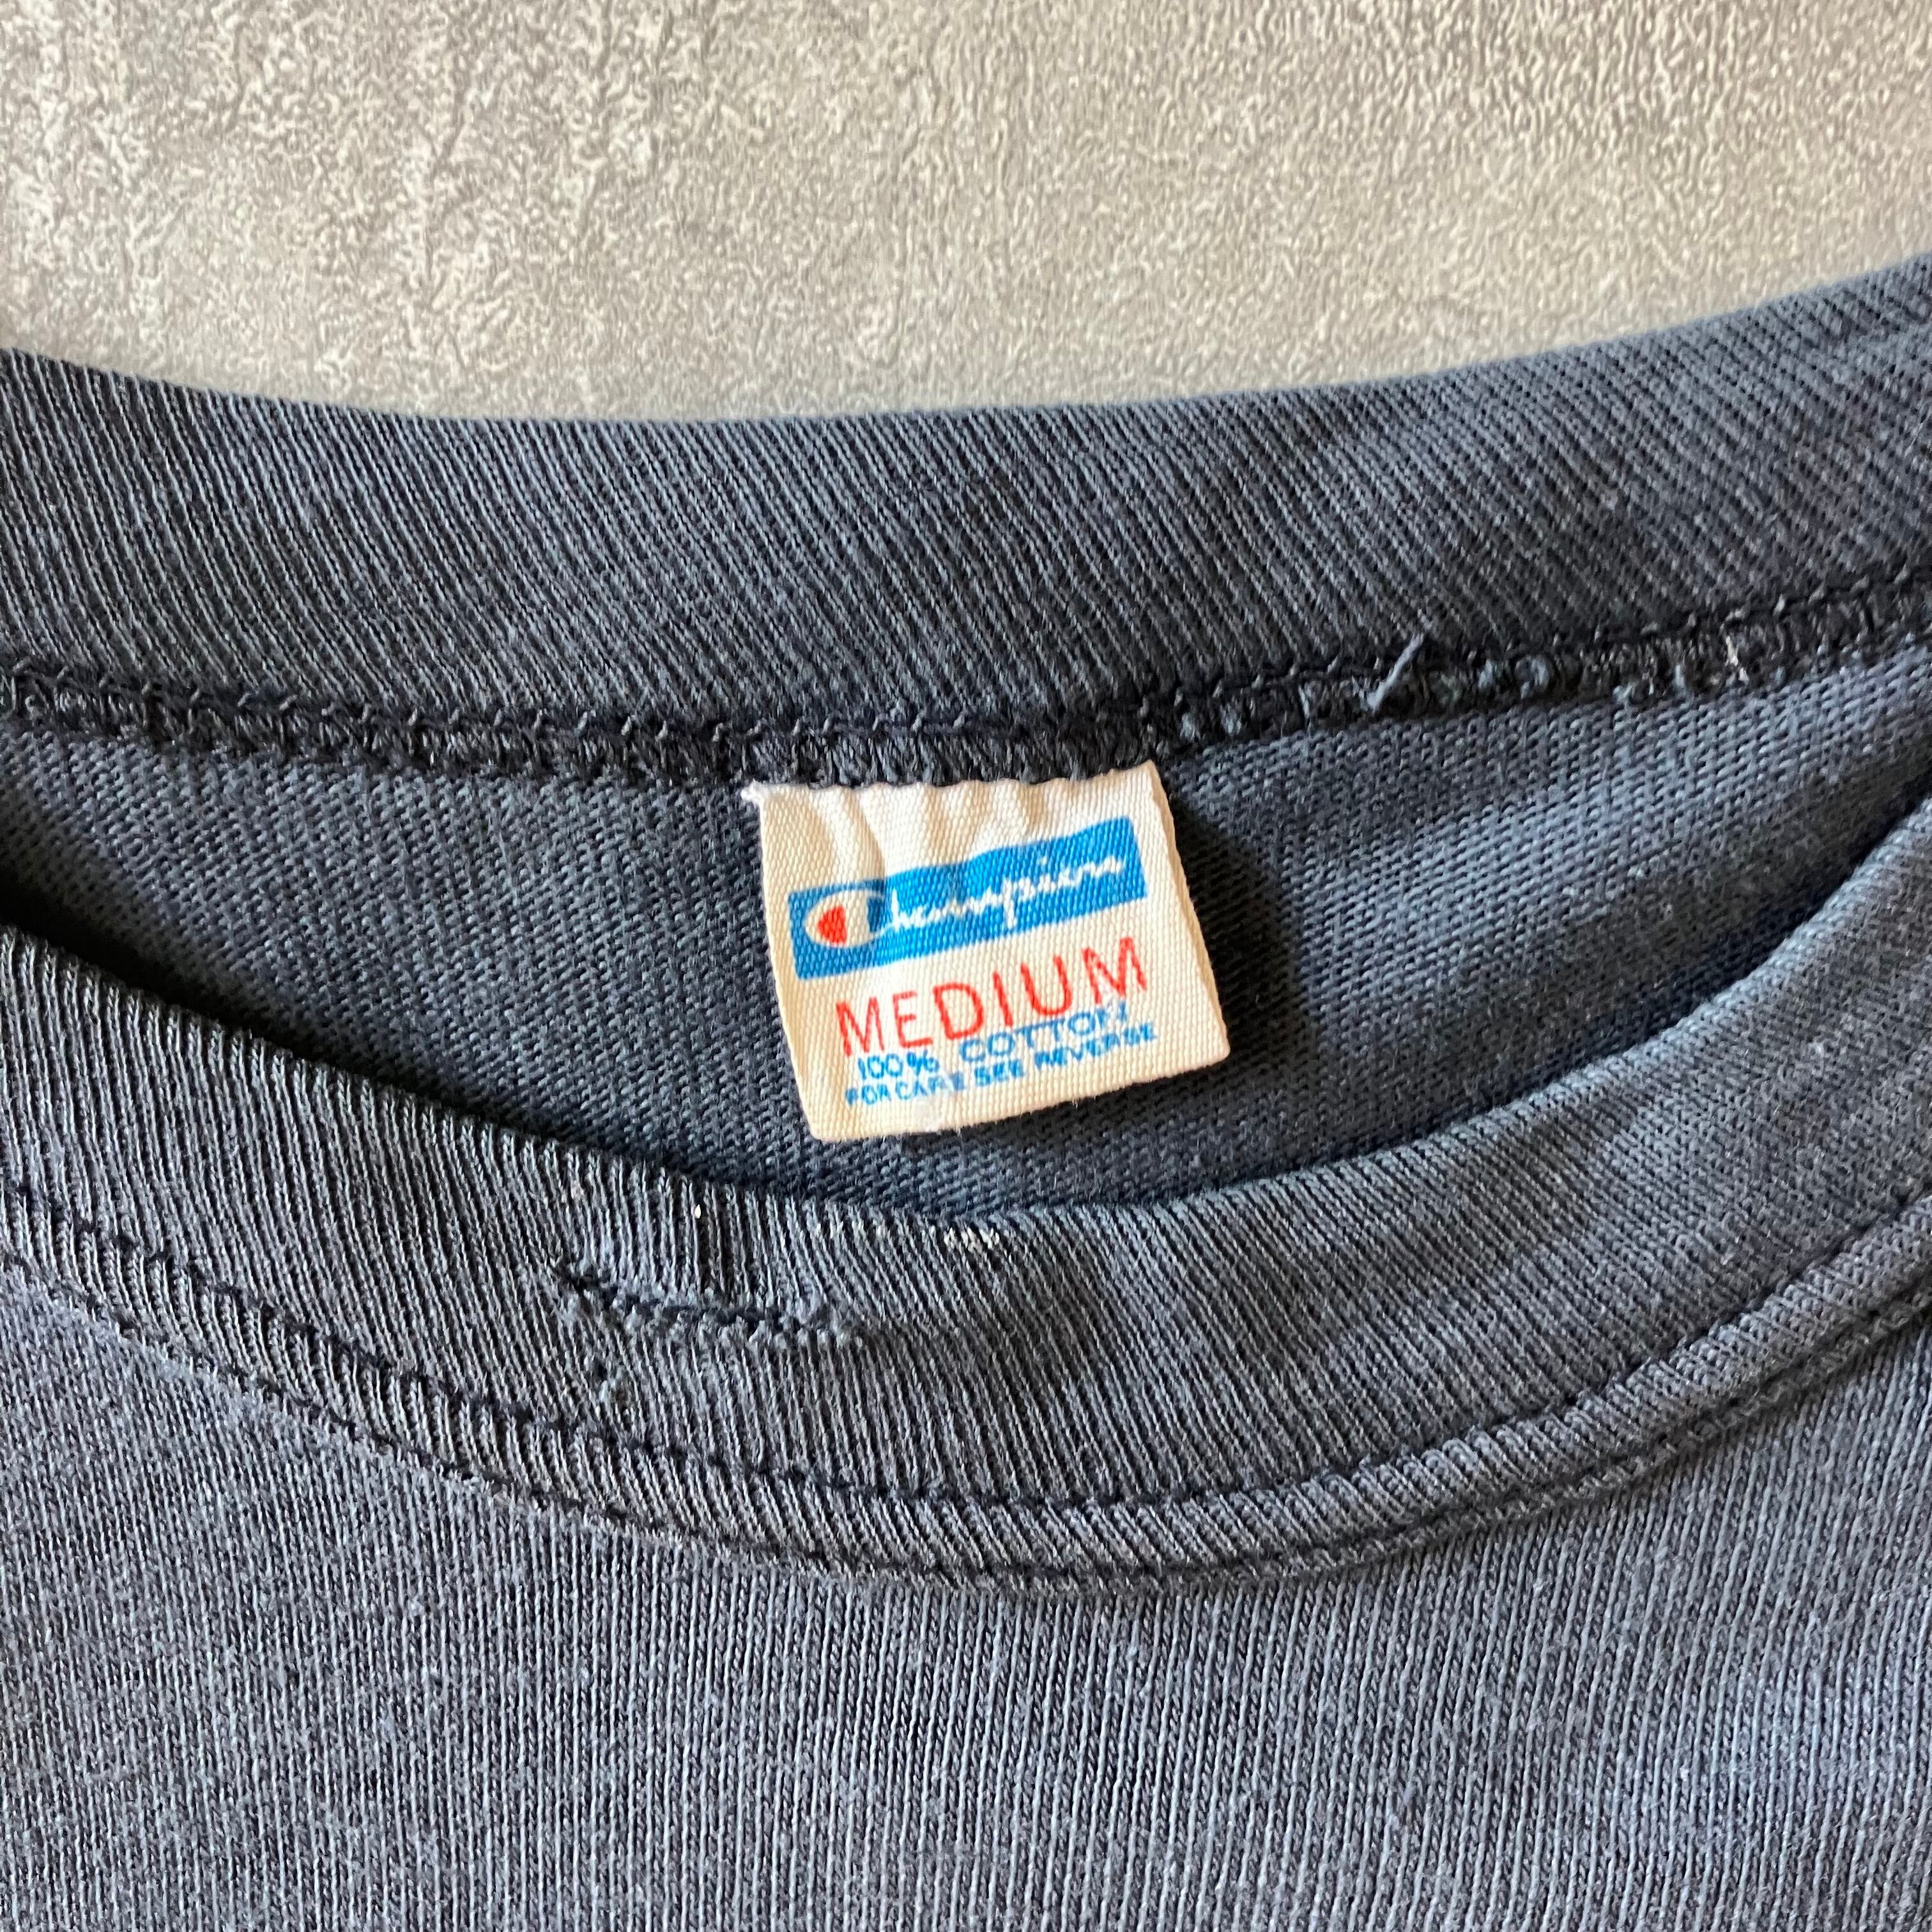 Champion
MEDIUM
100% COTTON
FOR CARE SEE REVERSE